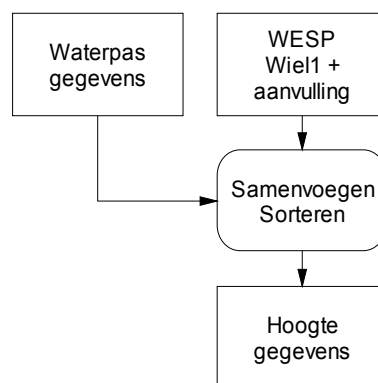 Waterpas
gegevens
WESP
Wiel1 +
aanvulling
Samenvoegen
Sorteren
Hoogte
gegevens